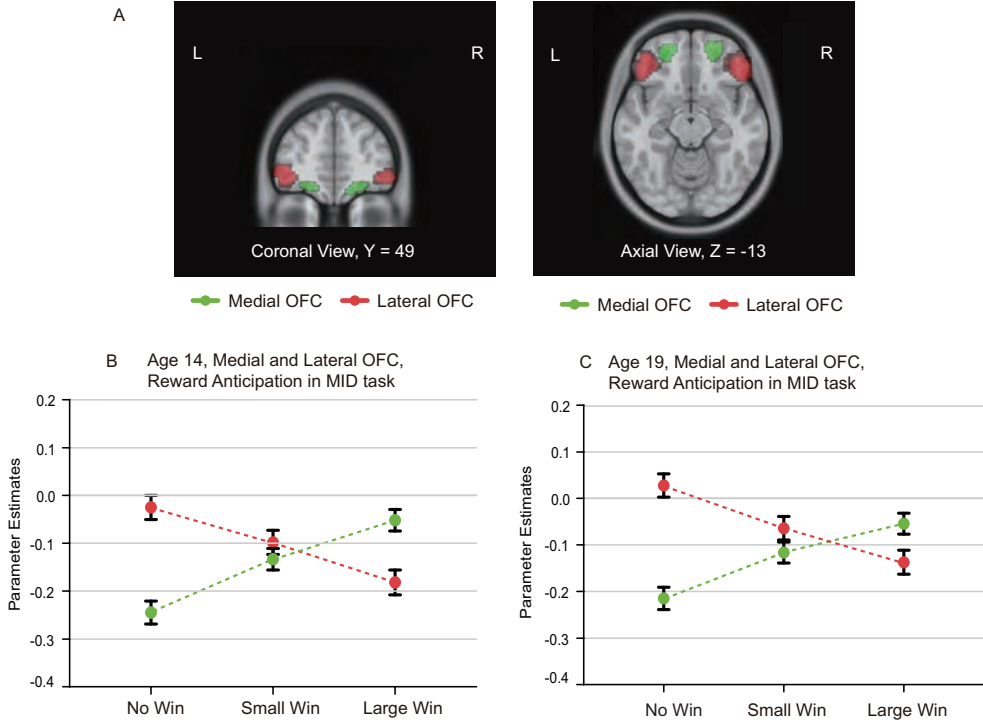 A
L
R
Coronal View, Y = 49
L
R
Axial View, Z = -13
Medial OFC
Lateral OFC
Medial OFC
Lateral OFC
B
Age 14, Medial and Lateral OFC,
Reward Anticipation in MID task
Parameter Estimates
0.2
0.1
0.0
-0.1
-0.2
-0.3
-0.4
No Win
Small Win
Large Win
C
Age 19, Medial and Lateral OFC,
Reward Anticipation in MID task
Parameter Estimates
0.2
0.1
0.0
-0.1
-0.2
-0.3
-0.4
No Win
Small Win
Large Win